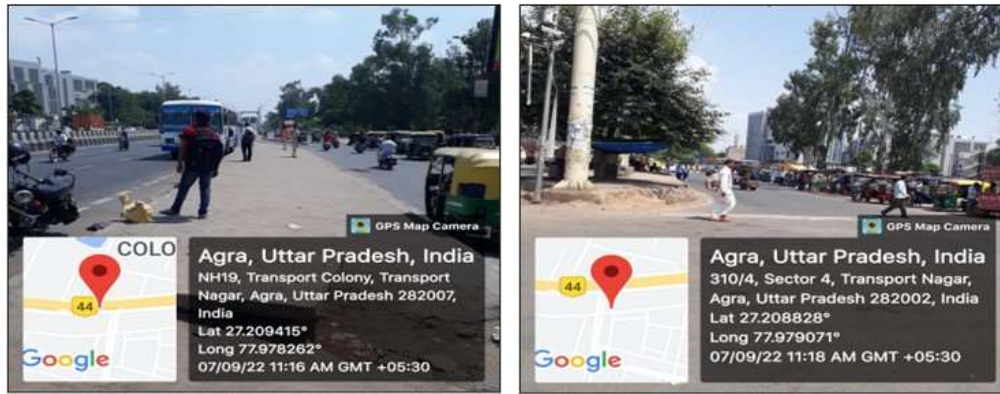 GPS Map Camera
COLO
44
Google
Agra, Uttar Pradesh, India
NH19, Transport Colony, Transport
Nagar, Agra, Uttar Pradesh 282007,
India
Lat 27.209415°
Long 77.978262°
07/09/22 11:16 AM GMT +05:30
GPS Map Camera
44
Google
Agra, Uttar Pradesh, India
310/4, Sector 4, Transport Nagar,
Agra, Uttar Pradesh 282002, India
Lat 27.208828°
Long 77.979071°
07/09/22 11:18 AM GMT +05:30